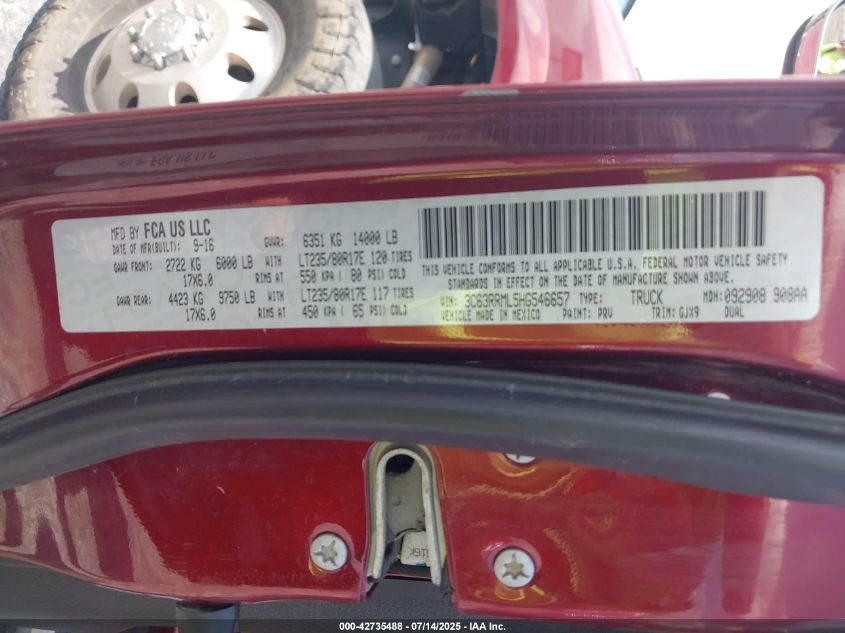 MFD BY FCA US LLC
DATE OF MFR(BUILT): 9-16 GVWR: 6351 KG 14000 LB
GAWR FRONT: 2722 KG 6000 LB WITH LT235/80R17E 120 TIRES
17X6.0 RIMS AT 550 KPA ( 80 PSI) COLD
GAWR REAR: 4423 KG 9750 LB WITH LT235/80R17E 117 TIRES
17X6.0 RIMS AT 450 KPA ( 65 PSI) COLD
THIS VEHICLE CONFORMS TO ALL APPLICABLE U.S.A. FEDERAL MOTOR VEHICLE SAFETY
STANDARDS IN EFFECT ON THE DATE OF MANUFACTURE SHOWN ABOVE.
VIN: 3C63RRML5HG546657 TYPE: TRUCK MDH: 092908 908AA
VEHICLE MADE IN MEXICO PAINT: PRV TRIM: GJX9 DUAL
000-42735488 - 07/14/2025 - IAA Inc.